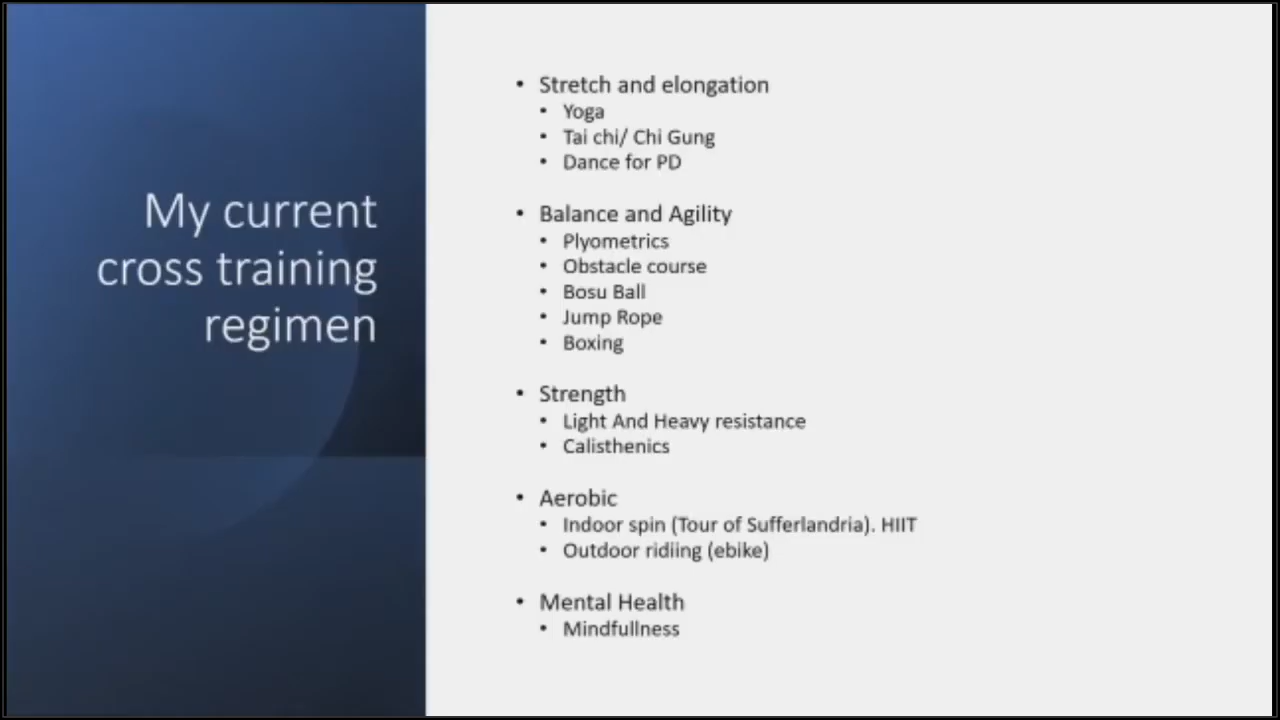 My current
cross training
regimen
• Stretch and elongation
• Yoga
• Tai chi/ Chi Gung
• Dance for PD
• Balance and Agility
• Plyometrics
• Obstacle course
• Bosu Ball
• Jump Rope
• Boxing
• Strength
• Light And Heavy resistance
• Calisthenics
• Aerobic
• Indoor spin (Tour of Sufferlandria). HIIT
• Outdoor ridiing (ebike)
• Mental Health
• Mindfullness